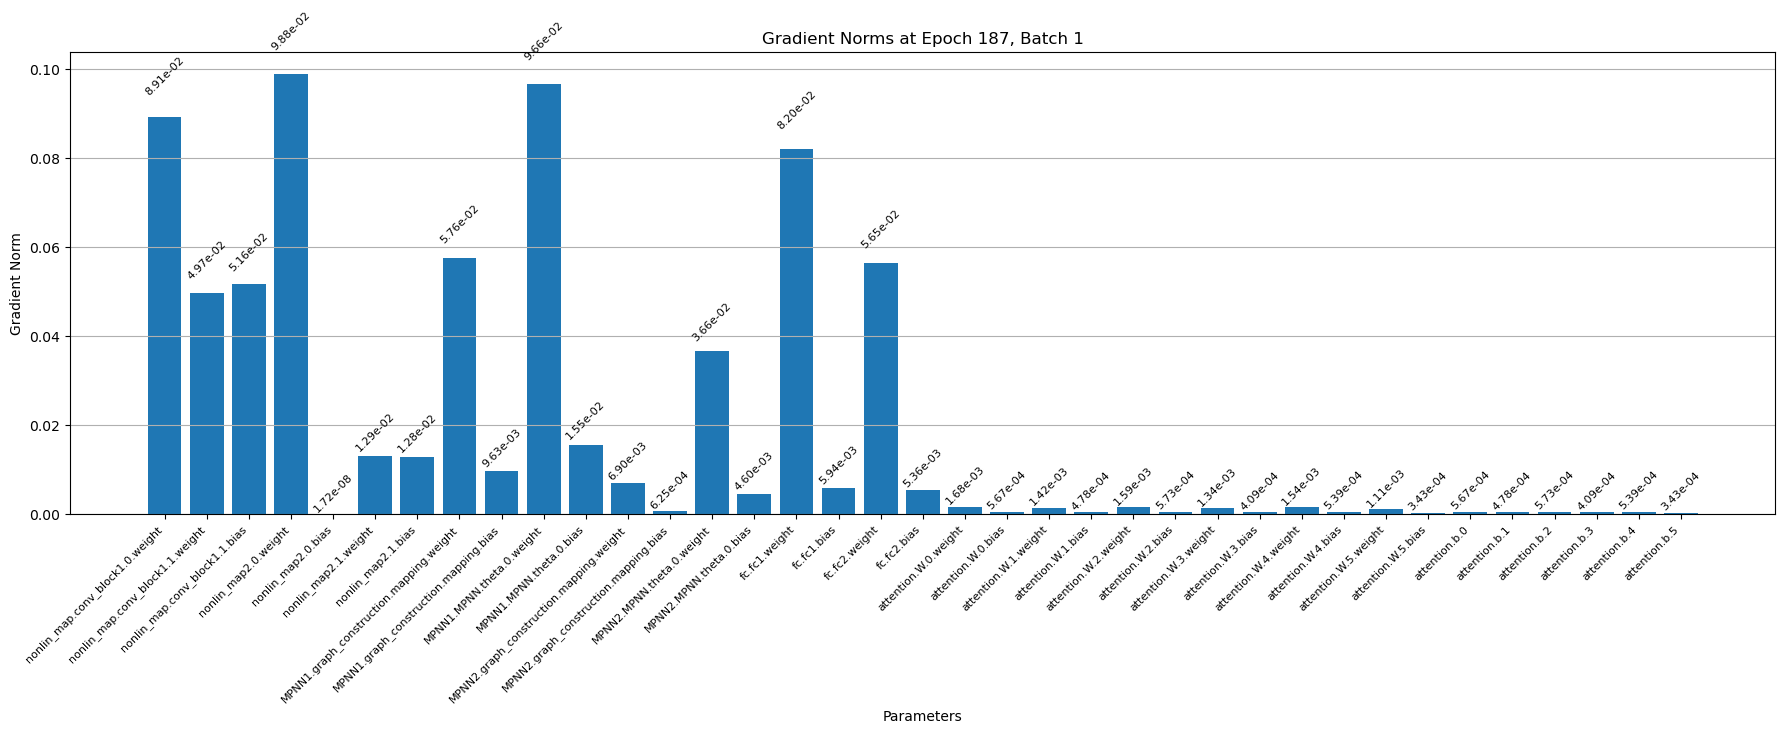 Gradient Norms at Epoch 187, Batch 1
Gradient Norm
0.10
0.08
0.06
0.04
0.02
0.00
8.91e-02
4.97e-02
5.16e-02
9.88e-02
1.72e-08
1.29e-02
1.28e-02
5.76e-02
9.63e-03
9.66e-02
1.55e-02
6.90e-03
6.25e-04
3.66e-02
4.60e-03
8.20e-02
5.94e-03
5.65e-02
5.36e-03
1.68e-03
5.67e-04
1.42e-03
4.78e-04
1.59e-03
5.73e-04
1.34e-03
4.09e-04
1.54e-03
5.39e-04
1.11e-03
3.43e-04
5.67e-04
4.78e-04
5.73e-04
4.09e-04
5.39e-04
3.43e-04
nonlin_map.conv_block1.0.weight
nonlin_map.conv_block1.1.weight
nonlin_map.conv_block1.1.bias
nonlin_map2.0.weight
nonlin_map2.0.bias
nonlin_map2.1.weight
nonlin_map2.1.bias
MPNN1.graph_construction.mapping.weight
MPNN1.graph_construction.mapping.bias
MPNN1.MPNN.theta.0.weight
MPNN1.MPNN.theta.0.bias
MPNN2.graph_construction.mapping.weight
MPNN2.graph_construction.mapping.bias
MPNN2.MPNN.theta.0.weight
MPNN2.MPNN.theta.0.bias
fc.fc1.weight
fc.fc1.bias
fc.fc2.weight
fc.fc2.bias
attention.W.0.weight
attention.W.0.bias
attention.W.1.weight
attention.W.1.bias
attention.W.2.weight
attention.W.2.bias
attention.W.3.weight
attention.W.3.bias
attention.W.4.weight
attention.W.4.bias
attention.W.5.weight
attention.W.5.bias
attention.b.0
attention.b.1
attention.b.2
attention.b.3
attention.b.4
attention.b.5
Parameters